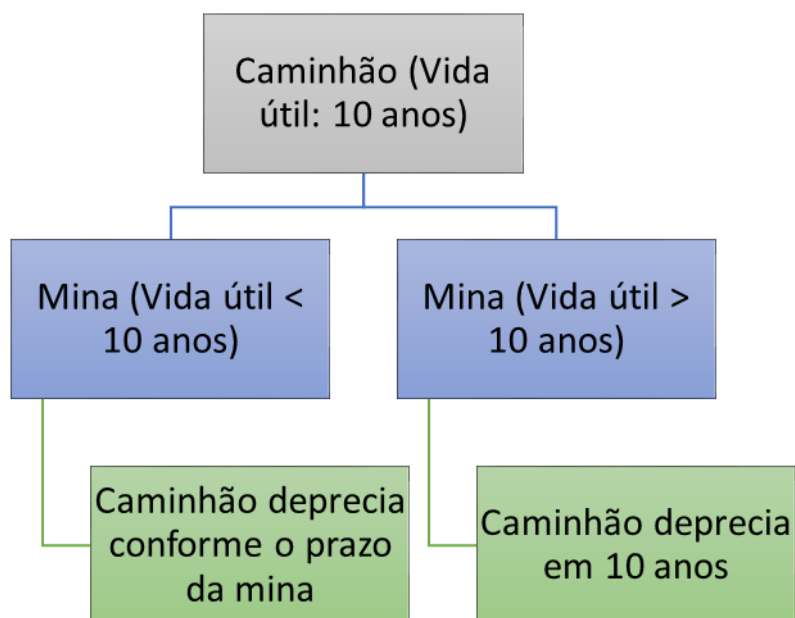 Caminhão (Vida
útil: 10 anos)
Mina (Vida útil <
10 anos)
Mina (Vida útil >
10 anos)
Caminhão deprecia
conforme o prazo
da mina
Caminhão deprecia
em 10 anos